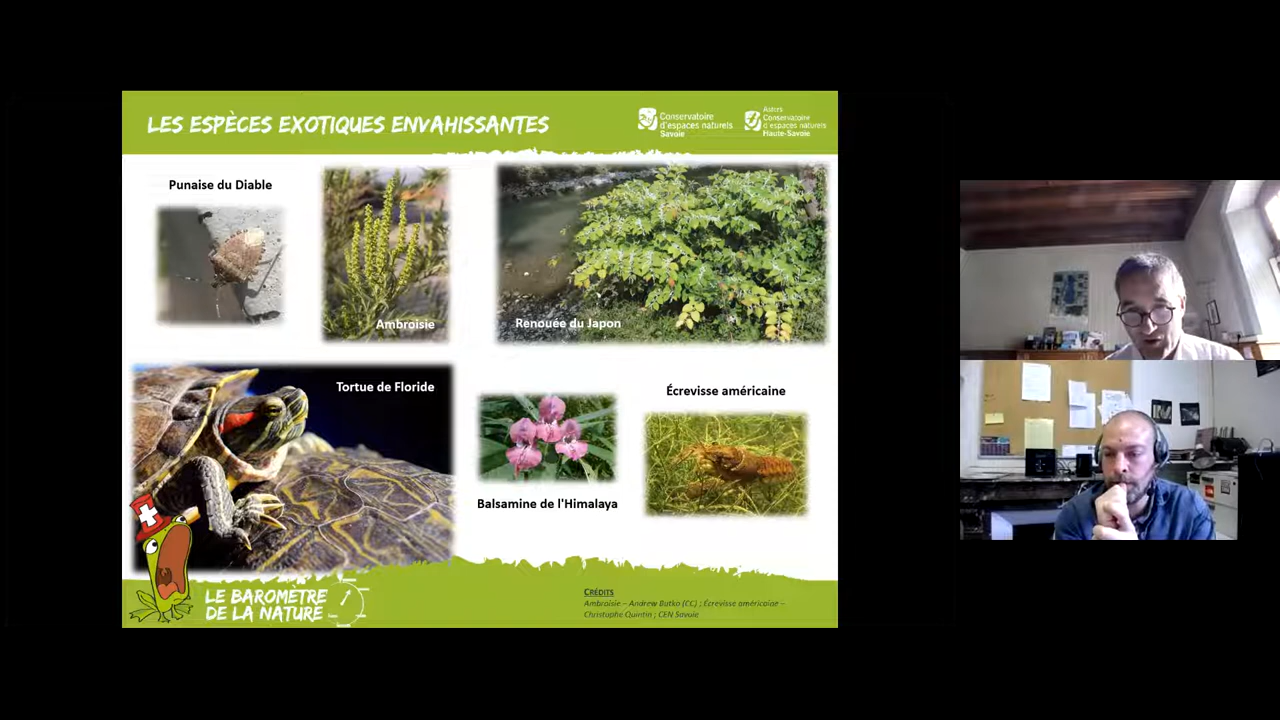 LES ESPÈCES EXOTIQUES ENVAHISSANTES
Conservatoire
d'espaces naturels
Savoie
Asters
Conservatoire
d'espaces naturels
Haute-Savoie
Punaise du Diable
Ambroisie
Renouée du Japon
Tortue de Floride
Balsamine de l'Himalaya
Écrevisse américaine
LE BAROMÈTRE
DE LA NATURE
CRÉDITS
Ambroisie – Andrew Butko (CC) ; Écrevisse américaine –
Christophe Quintin ; CEN Savoie